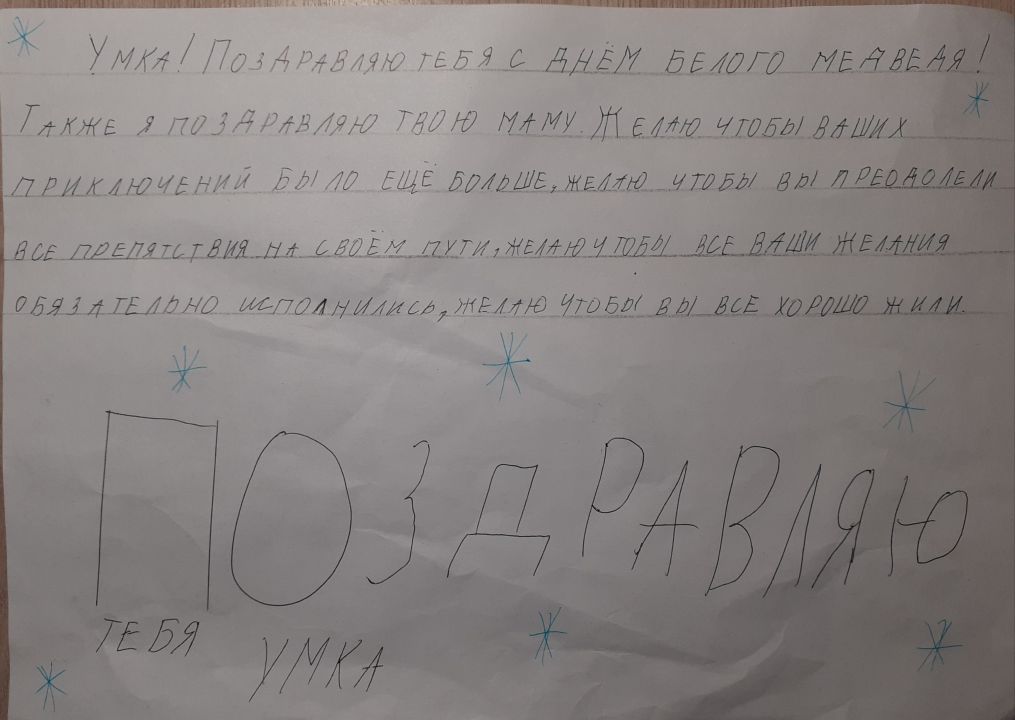 Умка! Поздравляю тебя с днём белого медведя!
Также я поздравляю твою маму. Желаю чтобы ваших
приключений было ещё больше, желаю чтобы вы преодолели
все препятствия на своём пути, желаю чтобы все ваши желания
обязательно исполнились, желаю чтобы вы все хорошо жили.
Поздравляю
тебя
Умка